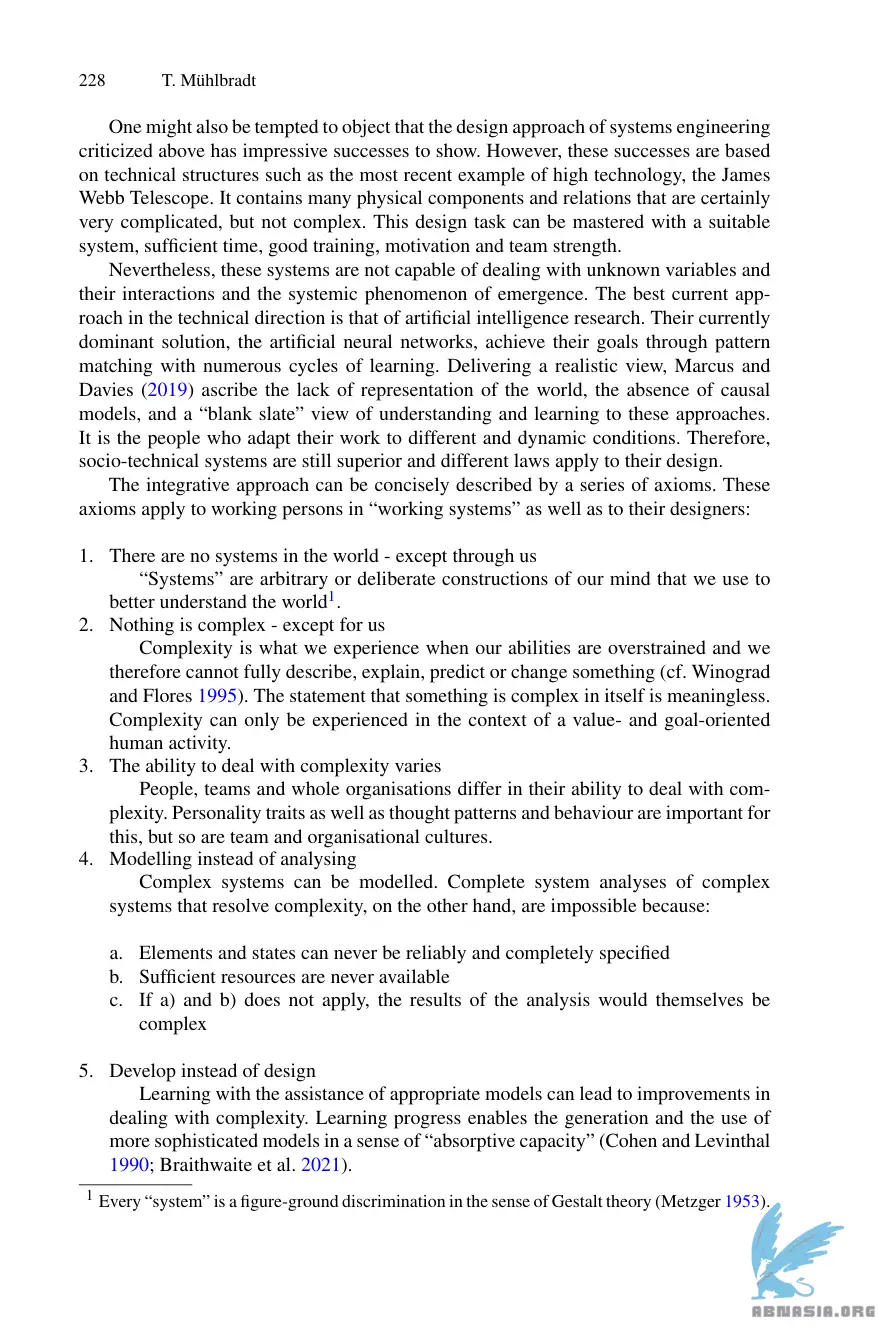 228 T. Mühlbradt
One might also be tempted to object that the design approach of systems engineering
criticized above has impressive successes to show. However, these successes are based
on technical structures such as the most recent example of high technology, the James
Webb Telescope. It contains many physical components and relations that are certainly
very complicated, but not complex. This design task can be mastered with a suitable
system, sufficient time, good training, motivation and team strength.
Nevertheless, these systems are not capable of dealing with unknown variables and
their interactions and the systemic phenomenon of emergence. The best current app-
roach in the technical direction is that of artificial intelligence research. Their currently
dominant solution, the artificial neural networks, achieve their goals through pattern
matching with numerous cycles of learning. Delivering a realistic view, Marcus and
Davies (2019) ascribe the lack of representation of the world, the absence of causal
models, and a “blank slate” view of understanding and learning to these approaches.
It is the people who adapt their work to different and dynamic conditions. Therefore,
socio-technical systems are still superior and different laws apply to their design.
The integrative approach can be concisely described by a series of axioms. These
axioms apply to working persons in “working systems” as well as to their designers:
1. There are no systems in the world - except through us
“Systems” are arbitrary or deliberate constructions of our mind that we use to
better understand the world1.
2. Nothing is complex - except for us
Complexity is what we experience when our abilities are overstrained and we
therefore cannot fully describe, explain, predict or change something (cf. Winograd
and Flores 1995). The statement that something is complex in itself is meaningless.
Complexity can only be experienced in the context of a value- and goal-oriented
human activity.
3. The ability to deal with complexity varies
People, teams and whole organisations differ in their ability to deal with com-
plexity. Personality traits as well as thought patterns and behaviour are important for
this, but so are team and organisational cultures.
4. Modelling instead of analysing
Complex systems can be modelled. Complete system analyses of complex
systems that resolve complexity, on the other hand, are impossible because:
a. Elements and states can never be reliably and completely specified
b. Sufficient resources are never available
c. If a) and b) does not apply, the results of the analysis would themselves be
complex
5. Develop instead of design
Learning with the assistance of appropriate models can lead to improvements in
dealing with complexity. Learning progress enables the generation and the use of
more sophisticated models in a sense of “absorptive capacity” (Cohen and Levinthal
1990; Braithwaite et al. 2021).
1 Every “system” is a figure-ground discrimination in the sense of Gestalt theory (Metzger 1953).
ABNASIA.ORG